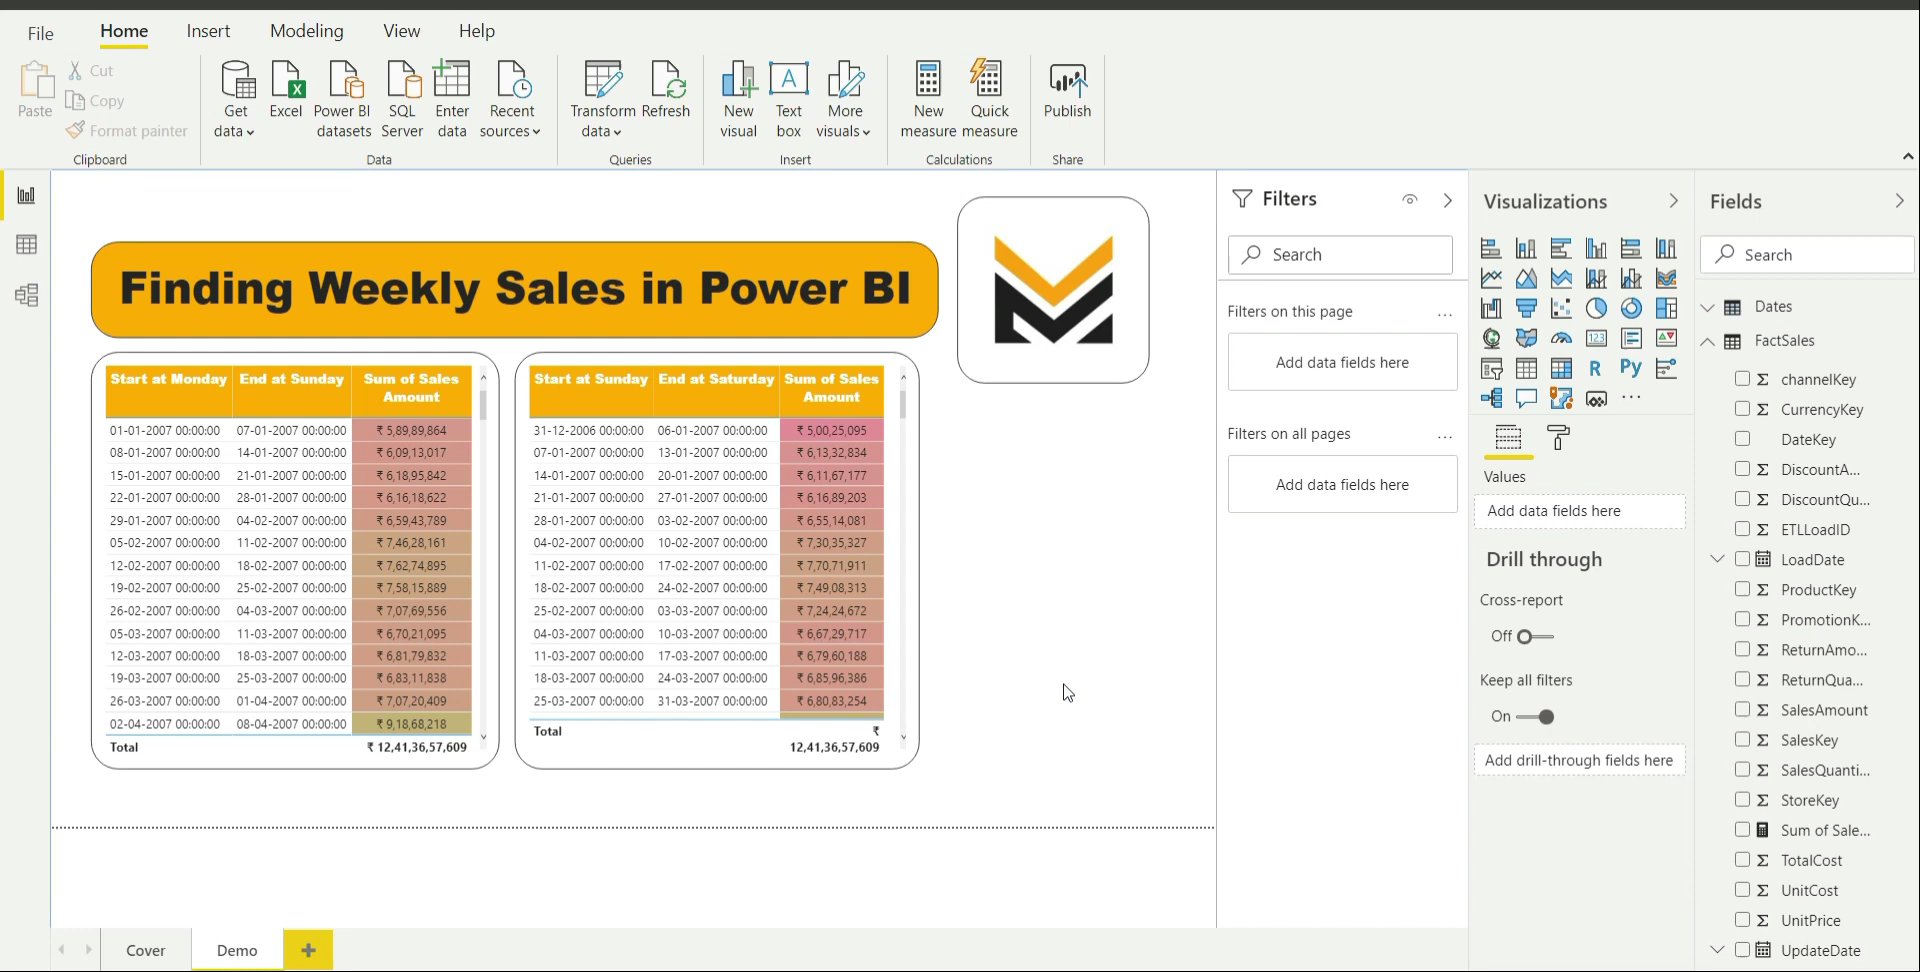 File Home Insert Modeling View Help
Paste
Cut
Copy
Format painter
Clipboard
Get data
Excel
Power BI datasets
SQL Server
Enter data
Recent sources
Data
Transform data
Refresh
Queries
New visual
Text box
More visuals
Insert
New measure
Quick measure
Calculations
Publish
Share
Finding Weekly Sales in Power BI
Start at Monday End at Sunday Sum of Sales Amount
01-01-2007 00:00:00 07-01-2007 00:00:00 ₹ 5,89,89,864
08-01-2007 00:00:00 14-01-2007 00:00:00 ₹ 6,09,13,017
15-01-2007 00:00:00 21-01-2007 00:00:00 ₹ 6,18,95,842
22-01-2007 00:00:00 28-01-2007 00:00:00 ₹ 6,16,18,622
29-01-2007 00:00:00 04-02-2007 00:00:00 ₹ 6,59,43,789
05-02-2007 00:00:00 11-02-2007 00:00:00 ₹ 7,46,28,161
12-02-2007 00:00:00 18-02-2007 00:00:00 ₹ 7,62,74,895
19-02-2007 00:00:00 25-02-2007 00:00:00 ₹ 7,58,15,889
26-02-2007 00:00:00 04-03-2007 00:00:00 ₹ 7,07,69,556
05-03-2007 00:00:00 11-03-2007 00:00:00 ₹ 6,70,21,095
12-03-2007 00:00:00 18-03-2007 00:00:00 ₹ 6,81,79,832
19-03-2007 00:00:00 25-03-2007 00:00:00 ₹ 6,83,11,838
26-03-2007 00:00:00 01-04-2007 00:00:00 ₹ 7,07,20,409
02-04-2007 00:00:00 08-04-2007 00:00:00 ₹ 9,18,68,218
Total ₹ 12,41,36,57,609
Start at Sunday End at Saturday Sum of Sales Amount
31-12-2006 00:00:00 06-01-2007 00:00:00 ₹ 5,00,25,095
07-01-2007 00:00:00 13-01-2007 00:00:00 ₹ 6,13,32,834
14-01-2007 00:00:00 20-01-2007 00:00:00 ₹ 6,11,67,177
21-01-2007 00:00:00 27-01-2007 00:00:00 ₹ 6,16,89,203
28-01-2007 00:00:00 03-02-2007 00:00:00 ₹ 6,55,14,081
04-02-2007 00:00:00 10-02-2007 00:00:00 ₹ 7,30,35,327
11-02-2007 00:00:00 17-02-2007 00:00:00 ₹ 7,70,71,911
18-02-2007 00:00:00 24-02-2007 00:00:00 ₹ 7,49,08,313
25-02-2007 00:00:00 03-03-2007 00:00:00 ₹ 7,24,24,672
04-03-2007 00:00:00 10-03-2007 00:00:00 ₹ 6,67,29,717
11-03-2007 00:00:00 17-03-2007 00:00:00 ₹ 6,79,60,188
18-03-2007 00:00:00 24-03-2007 00:00:00 ₹ 6,85,96,386
25-03-2007 00:00:00 31-03-2007 00:00:00 ₹ 6,80,83,254
Total ₹
12,41,36,57,609
Filters
Search
Filters on this page ...
Add data fields here
Filters on all pages ...
Add data fields here
Visualizations
123
R Py
...
Values
Add data fields here
Drill through
Cross-report
Off
Keep all filters
On
Add drill-through fields here
Fields
Search
Dates
FactSales
Σ channelKey
Σ CurrencyKey
DateKey
Σ DiscountA...
Σ DiscountQu...
Σ ETLLoadID
LoadDate
Σ ProductKey
Σ PromotionK...
Σ ReturnAmo...
Σ ReturnQua...
Σ SalesAmount
Σ SalesKey
Σ SalesQuanti...
Σ StoreKey
Sum of Sale...
Σ TotalCost
Σ UnitCost
Σ UnitPrice
UpdateDate
Cover Demo +